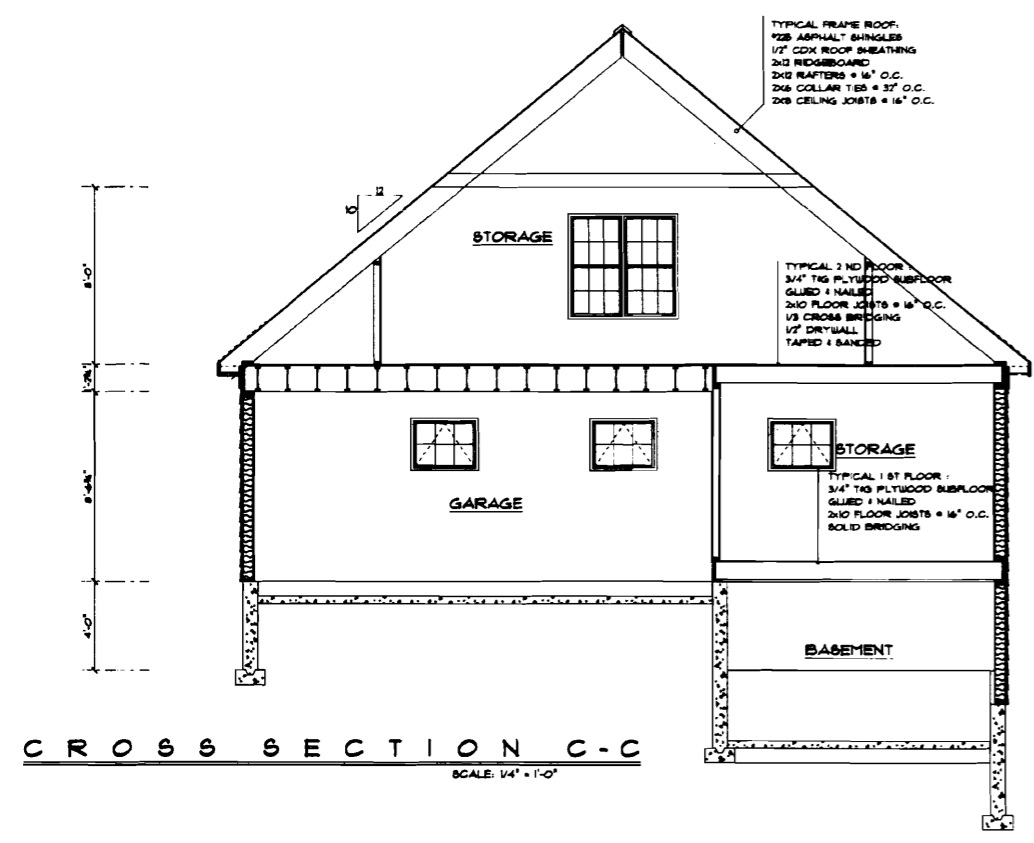 TYPICAL FRAME ROOF:
#225 ASPHALT SHINGLES
1/2" CDX ROOF SHEATHING
2x12 RIDGEBOARD
2x12 RAFTERS @ 16" O.C.
2x6 COLLAR TIES @ 32" O.C.
2x8 CEILING JOISTS @ 16" O.C.
12
10
STORAGE
8'-0"
TYPICAL 2 ND FLOOR :
3/4" T&G PLYWOOD SUBFLOOR
GLUED & NAILED
2x10 FLOOR JOISTS @ 16" O.C.
1/3 CROSS BRIDGING
1/2" DRYWALL
TAPED & SANDED
STORAGE
TYPICAL 1 ST FLOOR :
3/4" T&G PLYWOOD SUBFLOOR
GLUED & NAILED
2x10 FLOOR JOISTS @ 16" O.C.
SOLID BRIDGING
GARAGE
4'-0"
BASEMENT
CROSS SECTION C-C
SCALE: 1/4" = 1'-0"